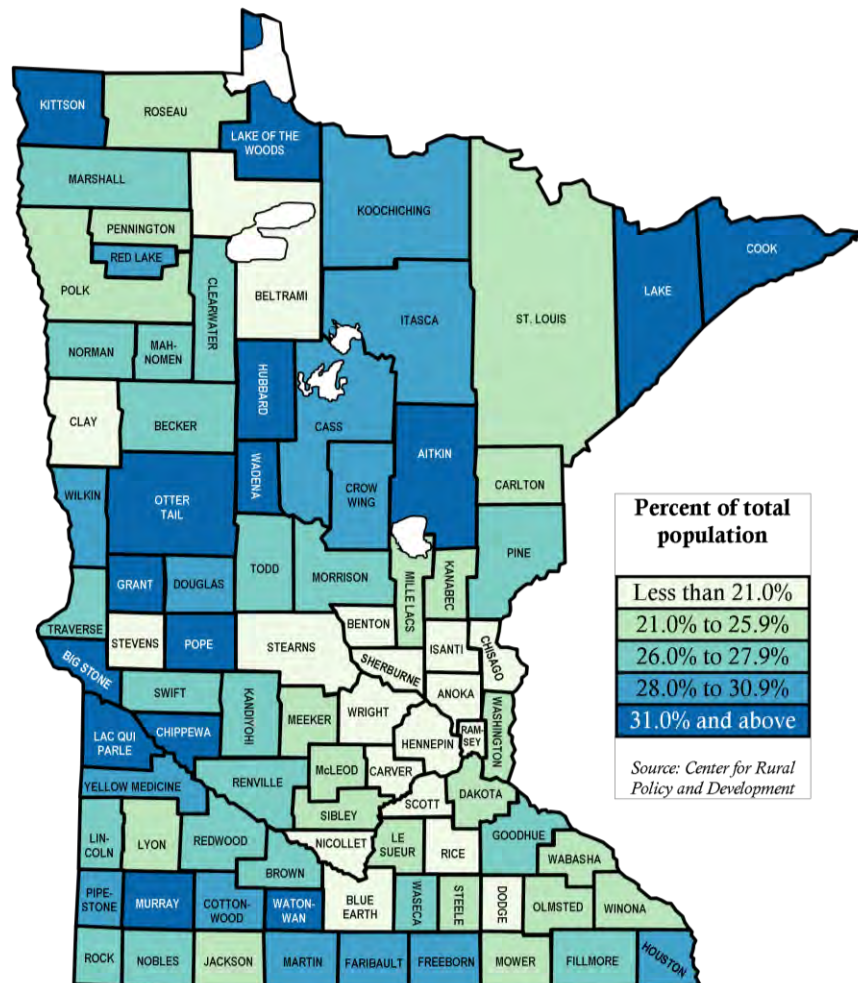 KITTSON
ROSEAU
LAKE OF THE
WOODS
MARSHALL
KOOCHICHING
PENNINGTON
RED LAKE
POLK
CLEARWATER
BELTRAMI
ITASCA
ST. LOUIS
LAKE
COOK
NORMAN
MAH-
NOMEN
HUBBARD
CLAY
BECKER
CASS
AITKIN
WADENA
CROW
WING
WILKIN
OTTER
TAIL
CARLTON
PINE
TODD
MORRISON
MILLE LACS
KANABEC
GRANT
DOUGLAS
TRAVERSE
STEVENS
POPE
STEARNS
BENTON
ISANTI
CHISAGO
BIG STONE
SHERBURNE
SWIFT
KANDIYOHI
MEEKER
WRIGHT
ANOKA
WASHINGTON
LAC QUI
PARLE
CHIPPEWA
HENNEPIN
RAM-
SEY
YELLOW MEDICINE
RENVILLE
McLEOD
CARVER
SCOTT
DAKOTA
SIBLEY
LIN-
COLN
LYON
REDWOOD
NICOLLET
LE
SUEUR
RICE
GOODHUE
WABASHA
BROWN
PIPE-
STONE
MURRAY
COTTON-
WOOD
WATON-
WAN
BLUE
EARTH
WASECA
STEELE
DODGE
OLMSTED
WINONA
ROCK
NOBLES
JACKSON
MARTIN
FARIBAULT
FREEBORN
MOWER
FILLMORE
HOUSTON
Percent of total
population
Less than 21.0%
21.0% to 25.9%
26.0% to 27.9%
28.0% to 30.9%
31.0% and above
Source: Center for Rural
Policy and Development